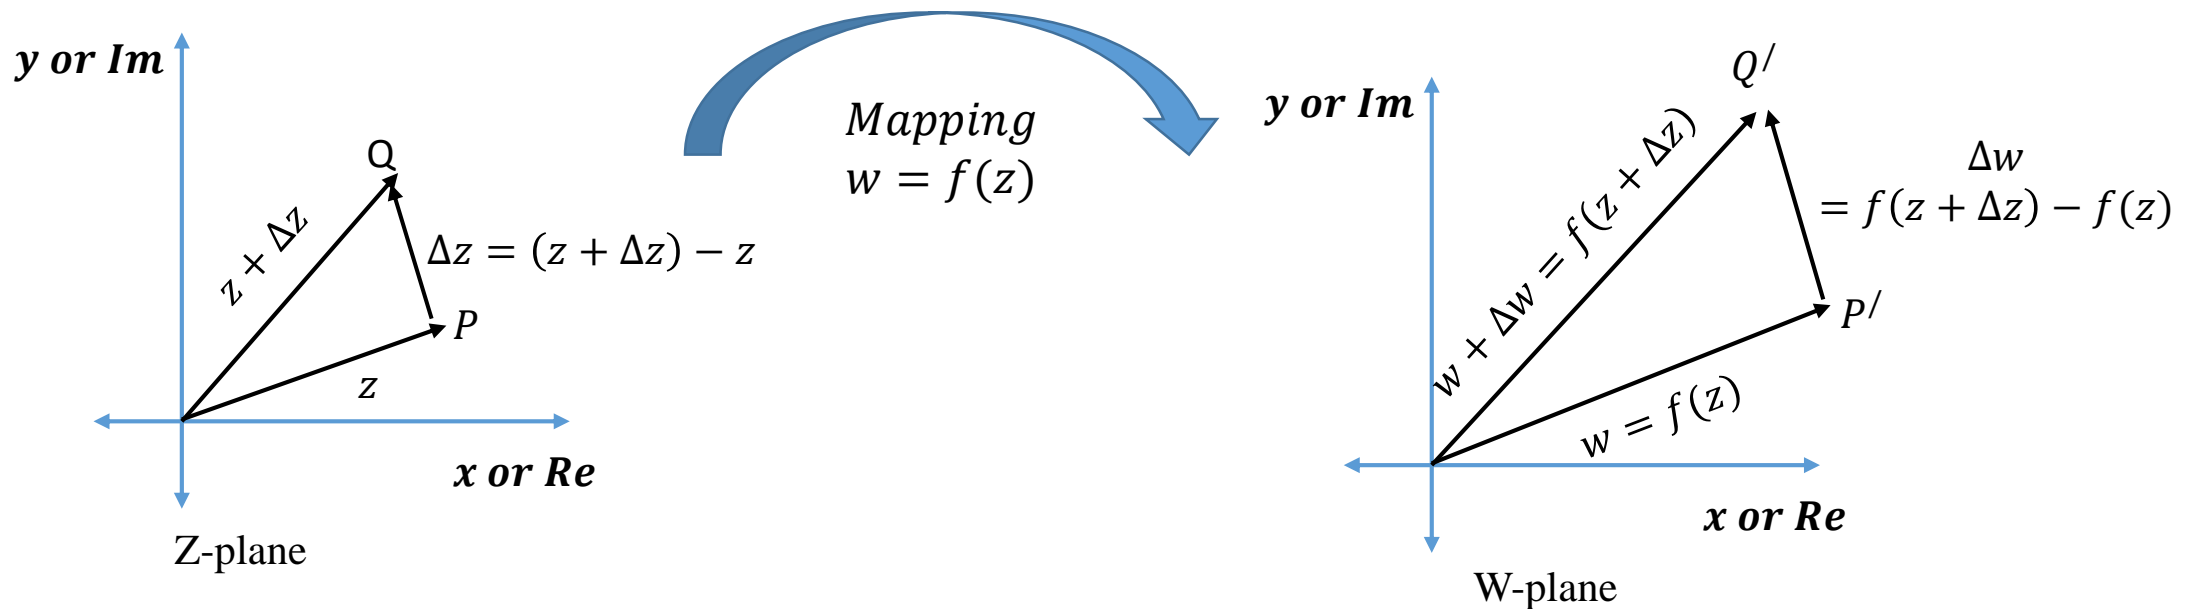 y or Im
Q
z + Δz
Δz = (z + Δz) − z
P
z
x or Re
Z-plane
Mapping
w = f(z)
y or Im
Q/
w + Δw = f(z + Δz)
Δw
= f(z + Δz) − f(z)
P/
w = f(z)
x or Re
W-plane